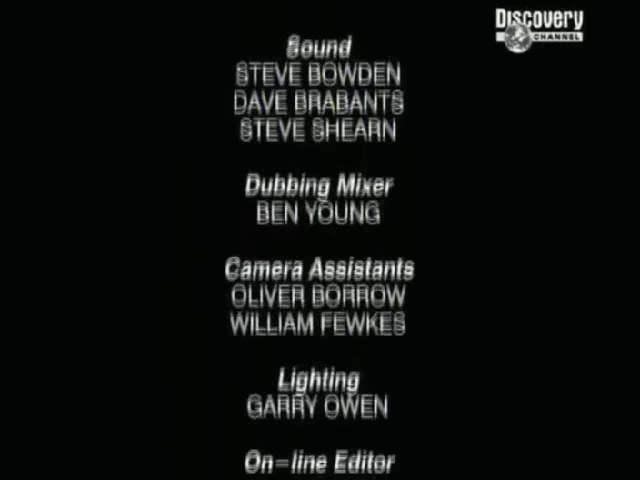 Discovery
CHANNEL
Sound
STEVE BOWDEN
DAVE BRABANTS
STEVE SHEARN
Dubbing Mixer
BEN YOUNG
Camera Assistants
OLIVER BORROW
WILLIAM FEWKES
Lighting
GARRY OWEN
On-line Editor